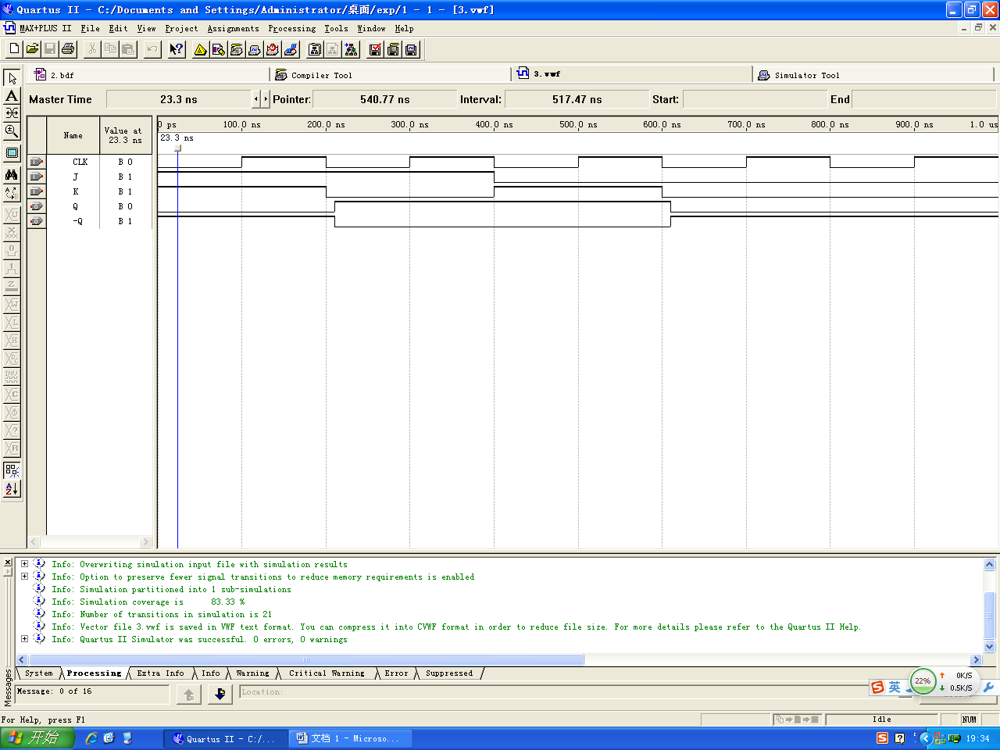 Quartus II - C:/Documents and Settings/Administrator/桌面/exp/1 - 1 - [3.vwf]
MAX+PLUS II File Edit View Project Assignments Processing Tools Window Help
2.bdf Compiler Tool 3.vwf Simulator Tool
Master Time 23.3 ns Pointer: 540.77 ns Interval: 517.47 ns Start: End
Name Value at 23.3 ns
0 ps 100.0 ns 200.0 ns 300.0 ns 400.0 ns 500.0 ns 600.0 ns 700.0 ns 800.0 ns 900.0 ns 1.0 us
23.3 ns
CLK B 0
J B 1
K B 1
Q B 0
-Q B 1
Info: Overwriting simulation input file with simulation results
Info: Option to preserve fewer signal transitions to reduce memory requirements is enabled
Info: Simulation partitioned into 1 sub-simulations
Info: Simulation coverage is 83.33 %
Info: Number of transitions in simulation is 21
Info: Vector file 3.vwf is saved in VWF text format. You can compress it into CVWF format in order to reduce file size. For more details please refer to the Quartus II Help.
Info: Quartus II Simulator was successful. 0 errors, 0 warnings
System Processing Extra Info Info Warning Critical Warning Error Suppressed
Messages
Message: 0 of 16 Location:
英 22% 0K/S
0.5K/S
For Help, press F1 Idle NUM
开始 Quartus II - C:/... 文档 1 - Microso... 19:34